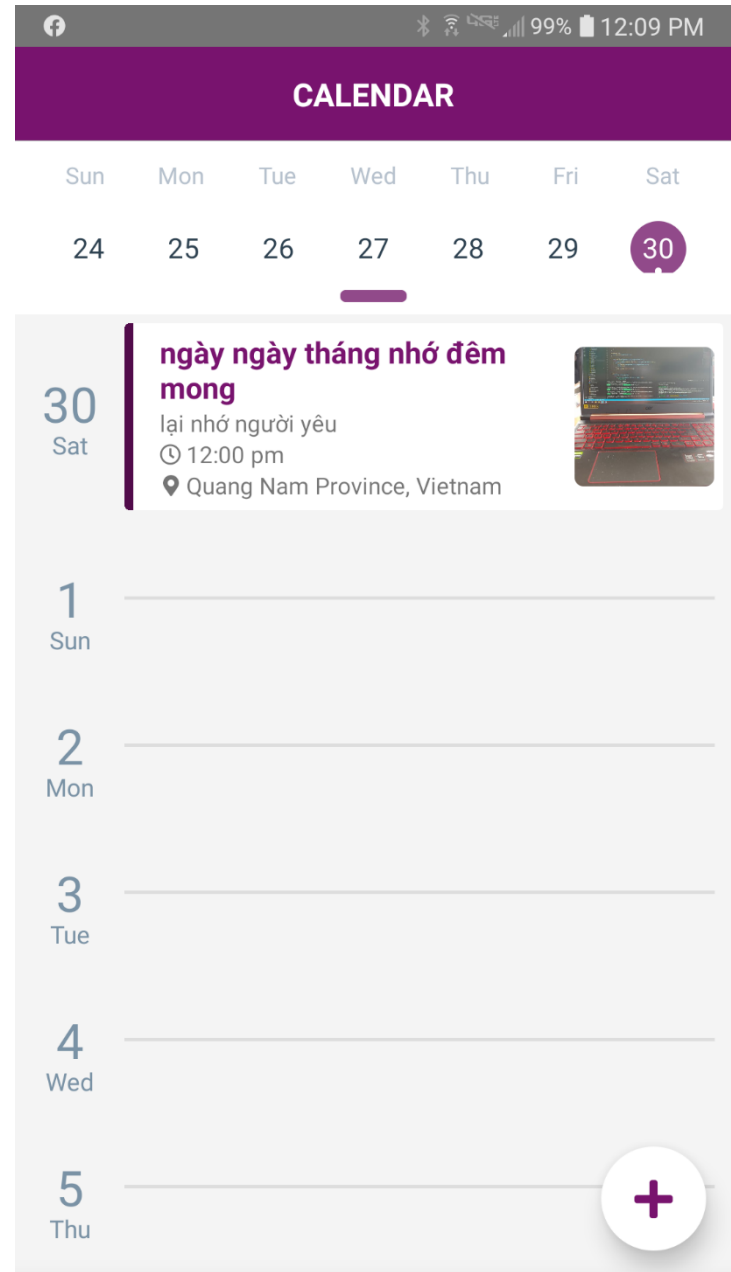 99% 12:09 PM
CALENDAR
Sun Mon Tue Wed Thu Fri Sat
24 25 26 27 28 29 30
30
Sat
ngày ngày tháng nhớ đêm
mong
lại nhớ người yêu
12:00 pm
Quang Nam Province, Vietnam
1
Sun
2
Mon
3
Tue
4
Wed
5
Thu